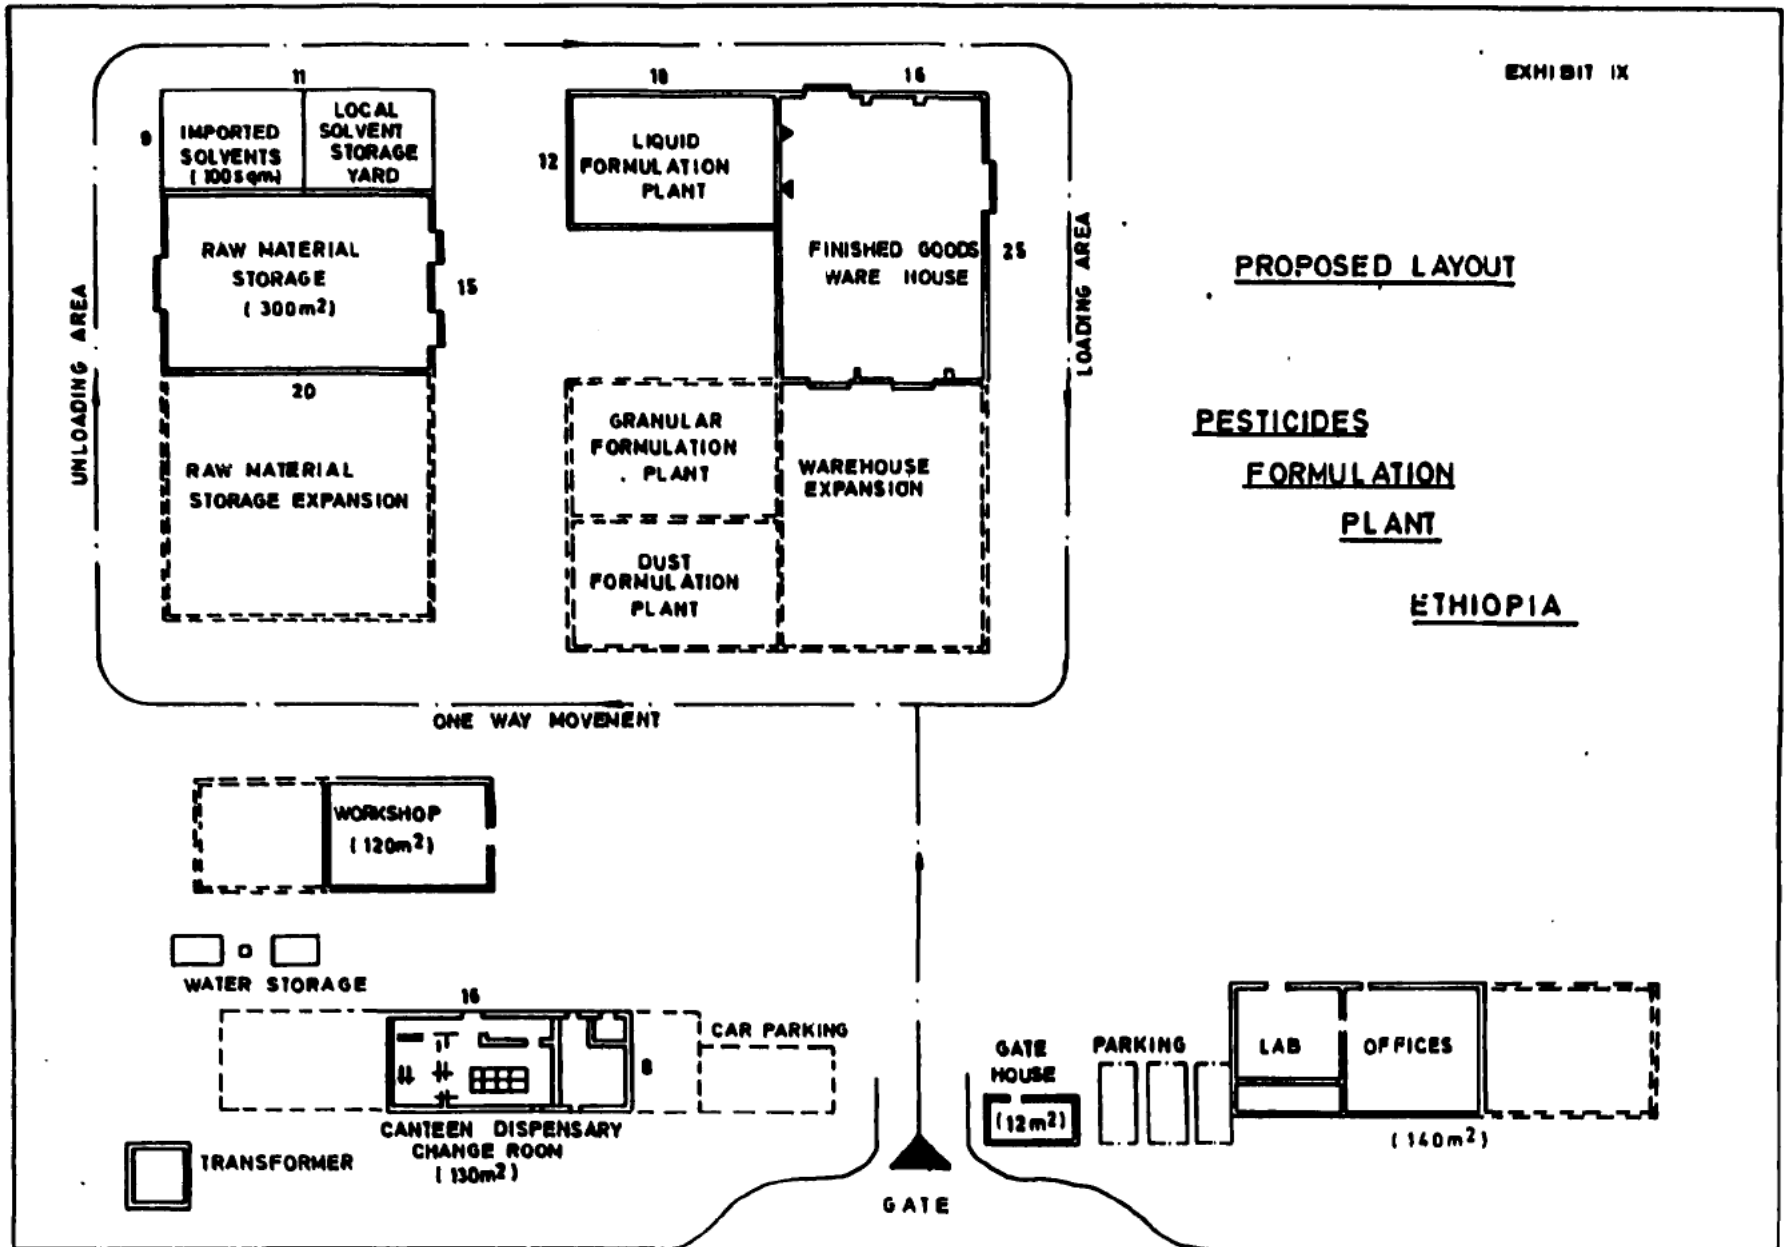 EXHIBIT IX
11
9
IMPORTED
SOLVENTS
(100sqm)
LOCAL
SOLVENT
STORAGE
YARD
RAW MATERIAL
STORAGE
(300m²)
15
20
RAW MATERIAL
STORAGE EXPANSION
UNLOADING AREA
18
16
12
LIQUID
FORMULATION
PLANT
FINISHED GOODS
WARE HOUSE
25
LOADING AREA
GRANULAR
FORMULATION
PLANT
WAREHOUSE
EXPANSION
DUST
FORMULATION
PLANT
ONE WAY MOVEMENT
PROPOSED LAYOUT
PESTICIDES
FORMULATION
PLANT
ETHIOPIA
WORKSHOP
(120m²)
WATER STORAGE
16
8
CAR PARKING
CANTEEN DISPENSARY
CHANGE ROOM
(130m²)
TRANSFORMER
GATE
GATE
HOUSE
(12m²)
PARKING
LAB
OFFICES
(140m²)